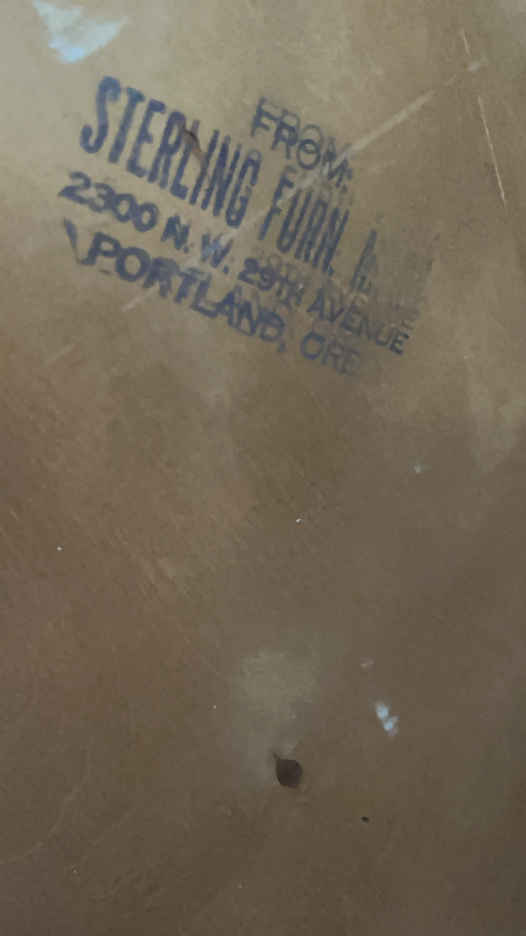 FROM:
STERLING FURN.
2300 N.W. 29TH AVENUE
PORTLAND, ORE